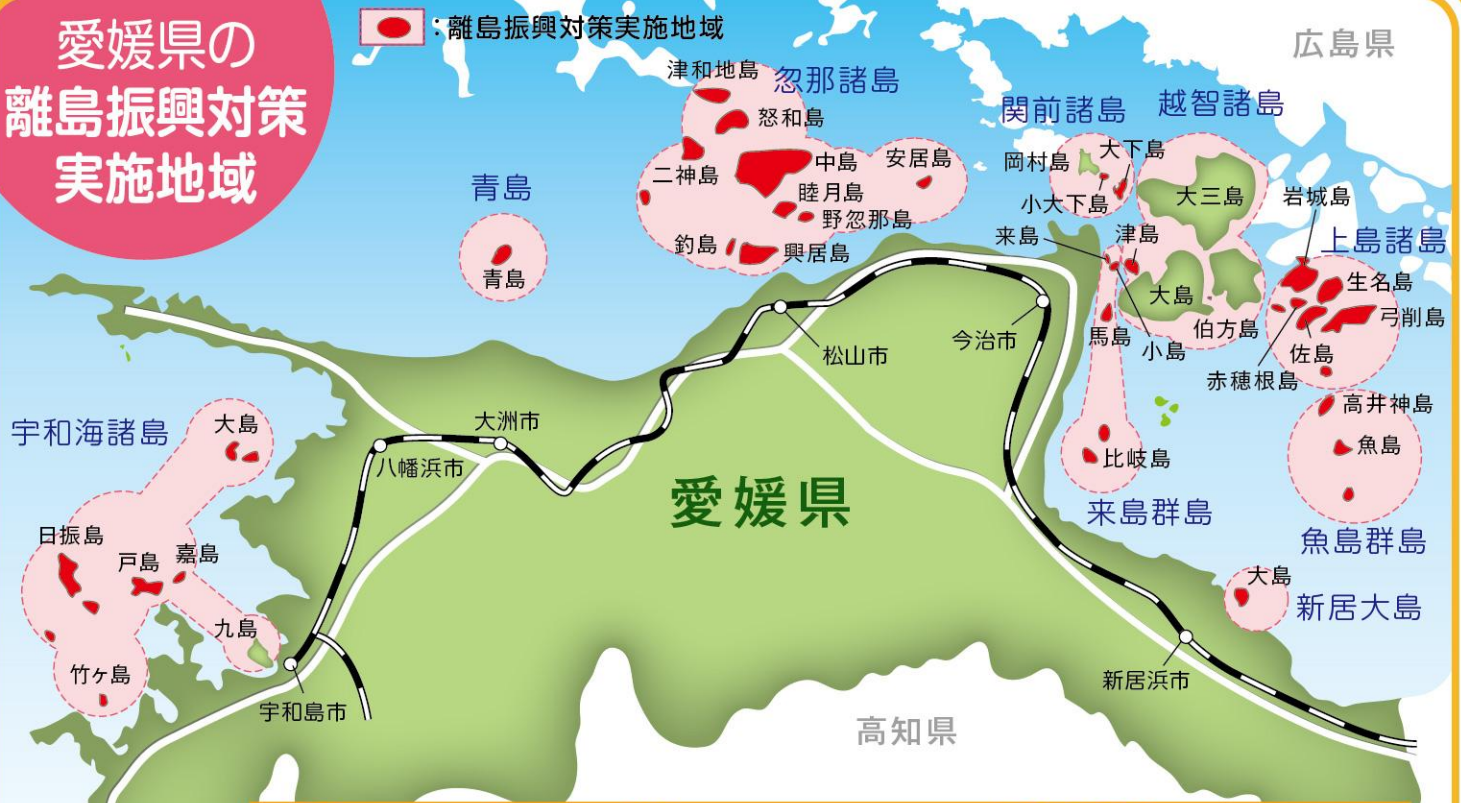 愛媛県の
離島振興対策
実施地域
：離島振興対策実施地域
広島県
津和地島
忽那諸島
怒和島
二神島
中島
安居島
睦月島
野忽那島
釣島
興居島
青島
青島
関前諸島
越智諸島
岡村島
大下島
小大下島
大三島
岩城島
来島
津島
上島諸島
生名島
大島
弓削島
伯方島
馬島
小島
佐島
赤穂根島
高井神島
魚島
比岐島
来島群島
魚島群島
大島
新居大島
松山市
今治市
大洲市
八幡浜市
宇和海諸島
大島
愛媛県
日振島
戸島
嘉島
九島
竹ヶ島
宇和島市
新居浜市
高知県